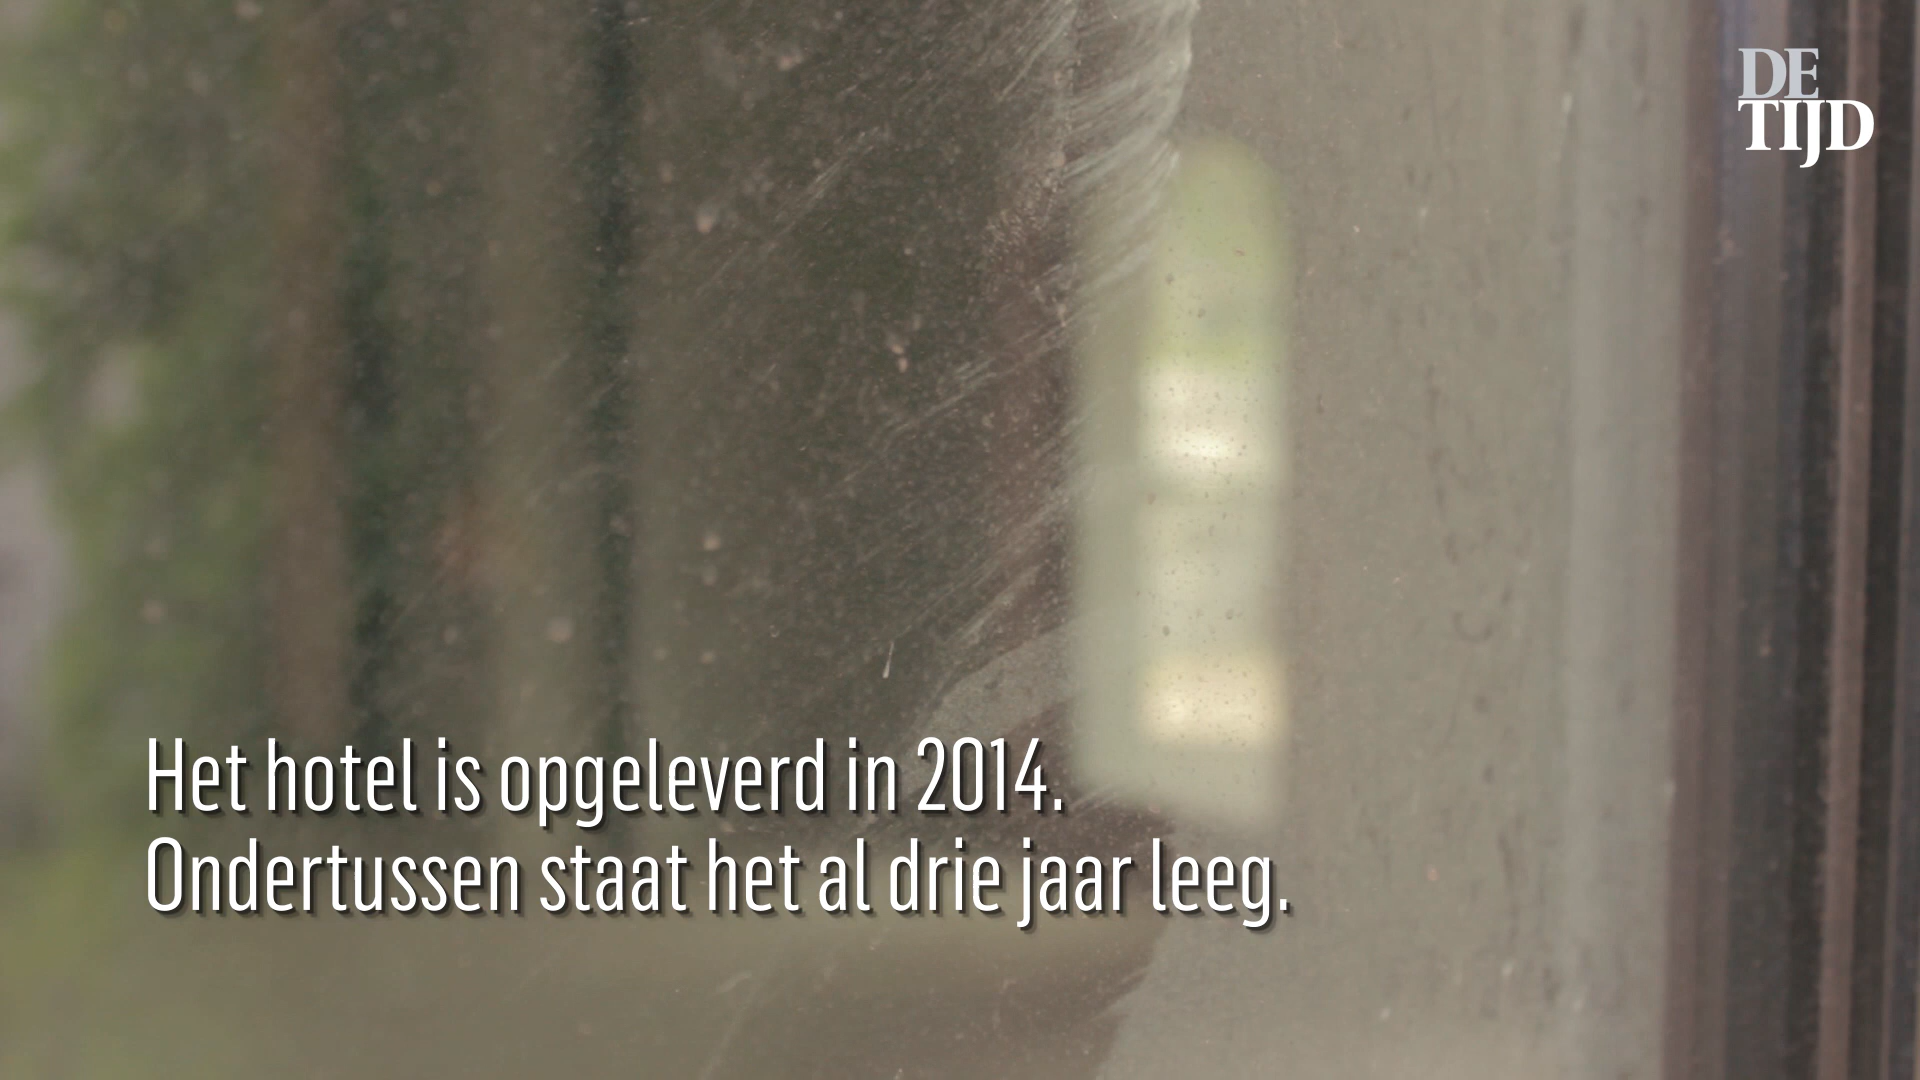 DE
TIJD
Het hotel is opgeleverd in 2014.
Ondertussen staat het al drie jaar leeg.